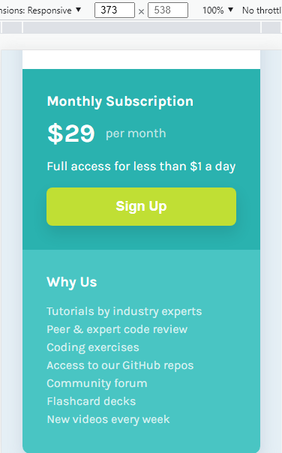 nsions: Responsive ▼ 373 × 538 100% ▼ No throttl
Monthly Subscription
$29 per month
Full access for less than $1 a day
Sign Up
Why Us
Tutorials by industry experts
Peer & expert code review
Coding exercises
Access to our GitHub repos
Community forum
Flashcard decks
New videos every week